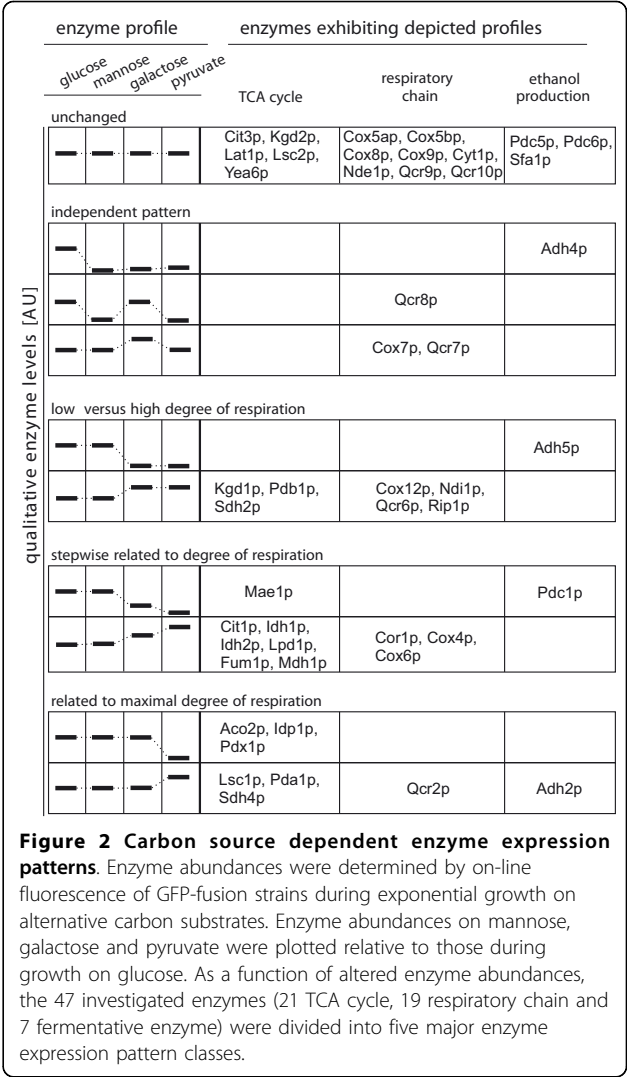 enzyme profile
enzymes exhibiting depicted profiles
glucose
mannose
galactose
pyruvate
TCA cycle
respiratory
chain
ethanol
production
qualitative enzyme levels [AU]
unchanged
Cit3p, Kgd2p,
Lat1p, Lsc2p,
Yea6p
Cox5ap, Cox5bp,
Cox8p, Cox9p, Cyt1p,
Nde1p, Qcr9p, Qcr10p
Pdc5p, Pdc6p,
Sfa1p
independent pattern
Adh4p
Qcr8p
Cox7p, Qcr7p
low versus high degree of respiration
Adh5p
Kgd1p, Pdb1p,
Sdh2p
Cox12p, Ndi1p,
Qcr6p, Rip1p
stepwise related to degree of respiration
Mae1p
Pdc1p
Cit1p, Idh1p,
Idh2p, Lpd1p,
Fum1p, Mdh1p
Cor1p, Cox4p,
Cox6p
related to maximal degree of respiration
Aco2p, Idp1p,
Pdx1p
Lsc1p, Pda1p,
Sdh4p
Qcr2p
Adh2p
Figure 2 Carbon source dependent enzyme expression
patterns. Enzyme abundances were determined by on-line
fluorescence of GFP-fusion strains during exponential growth on
alternative carbon substrates. Enzyme abundances on mannose,
galactose and pyruvate were plotted relative to those during
growth on glucose. As a function of altered enzyme abundances,
the 47 investigated enzymes (21 TCA cycle, 19 respiratory chain and
7 fermentative enzyme) were divided into five major enzyme
expression pattern classes.